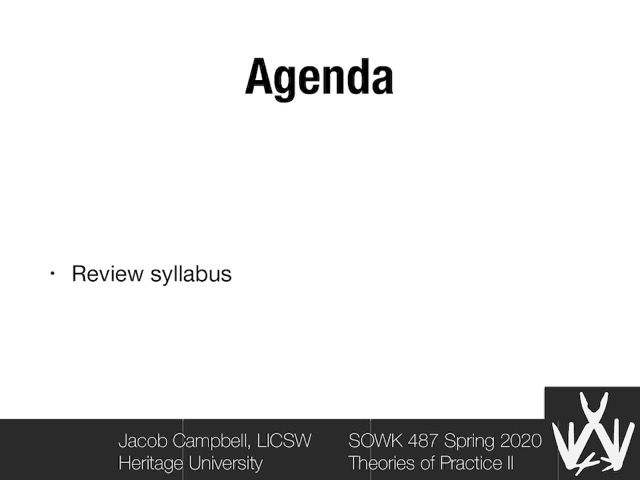 Agenda
• Review syllabus
Jacob Campbell, LICSW
Heritage University
SOWK 487 Spring 2020
Theories of Practice II